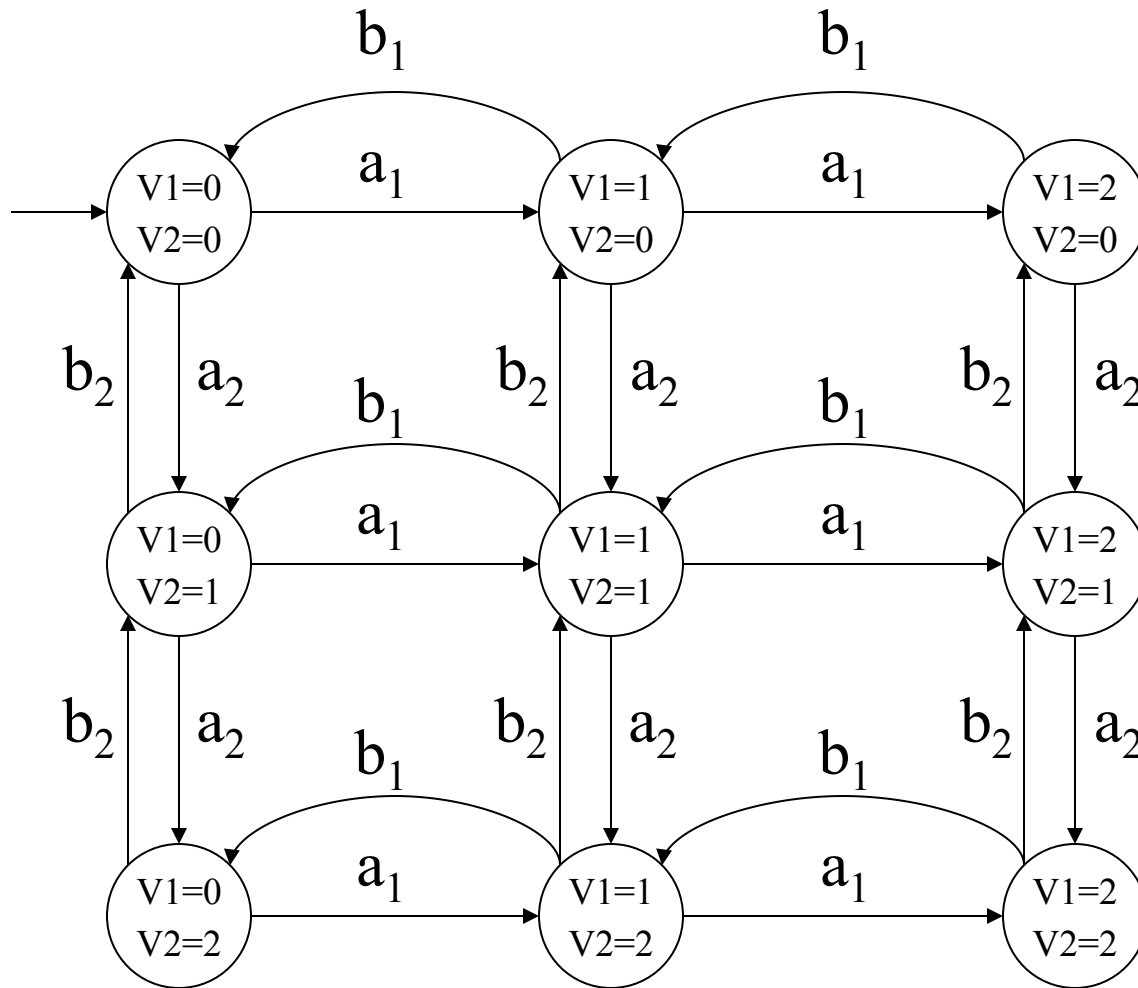 b₁ b₁
a₁ a₁
V1=0
V2=0
V1=1
V2=0
V1=2
V2=0
b₂ a₂ b₂ a₂ b₂ a₂
b₁ b₁
a₁ a₁
V1=0
V2=1
V1=1
V2=1
V1=2
V2=1
b₂ a₂ b₂ a₂ b₂ a₂
b₁ b₁
a₁ a₁
V1=0
V2=2
V1=1
V2=2
V1=2
V2=2